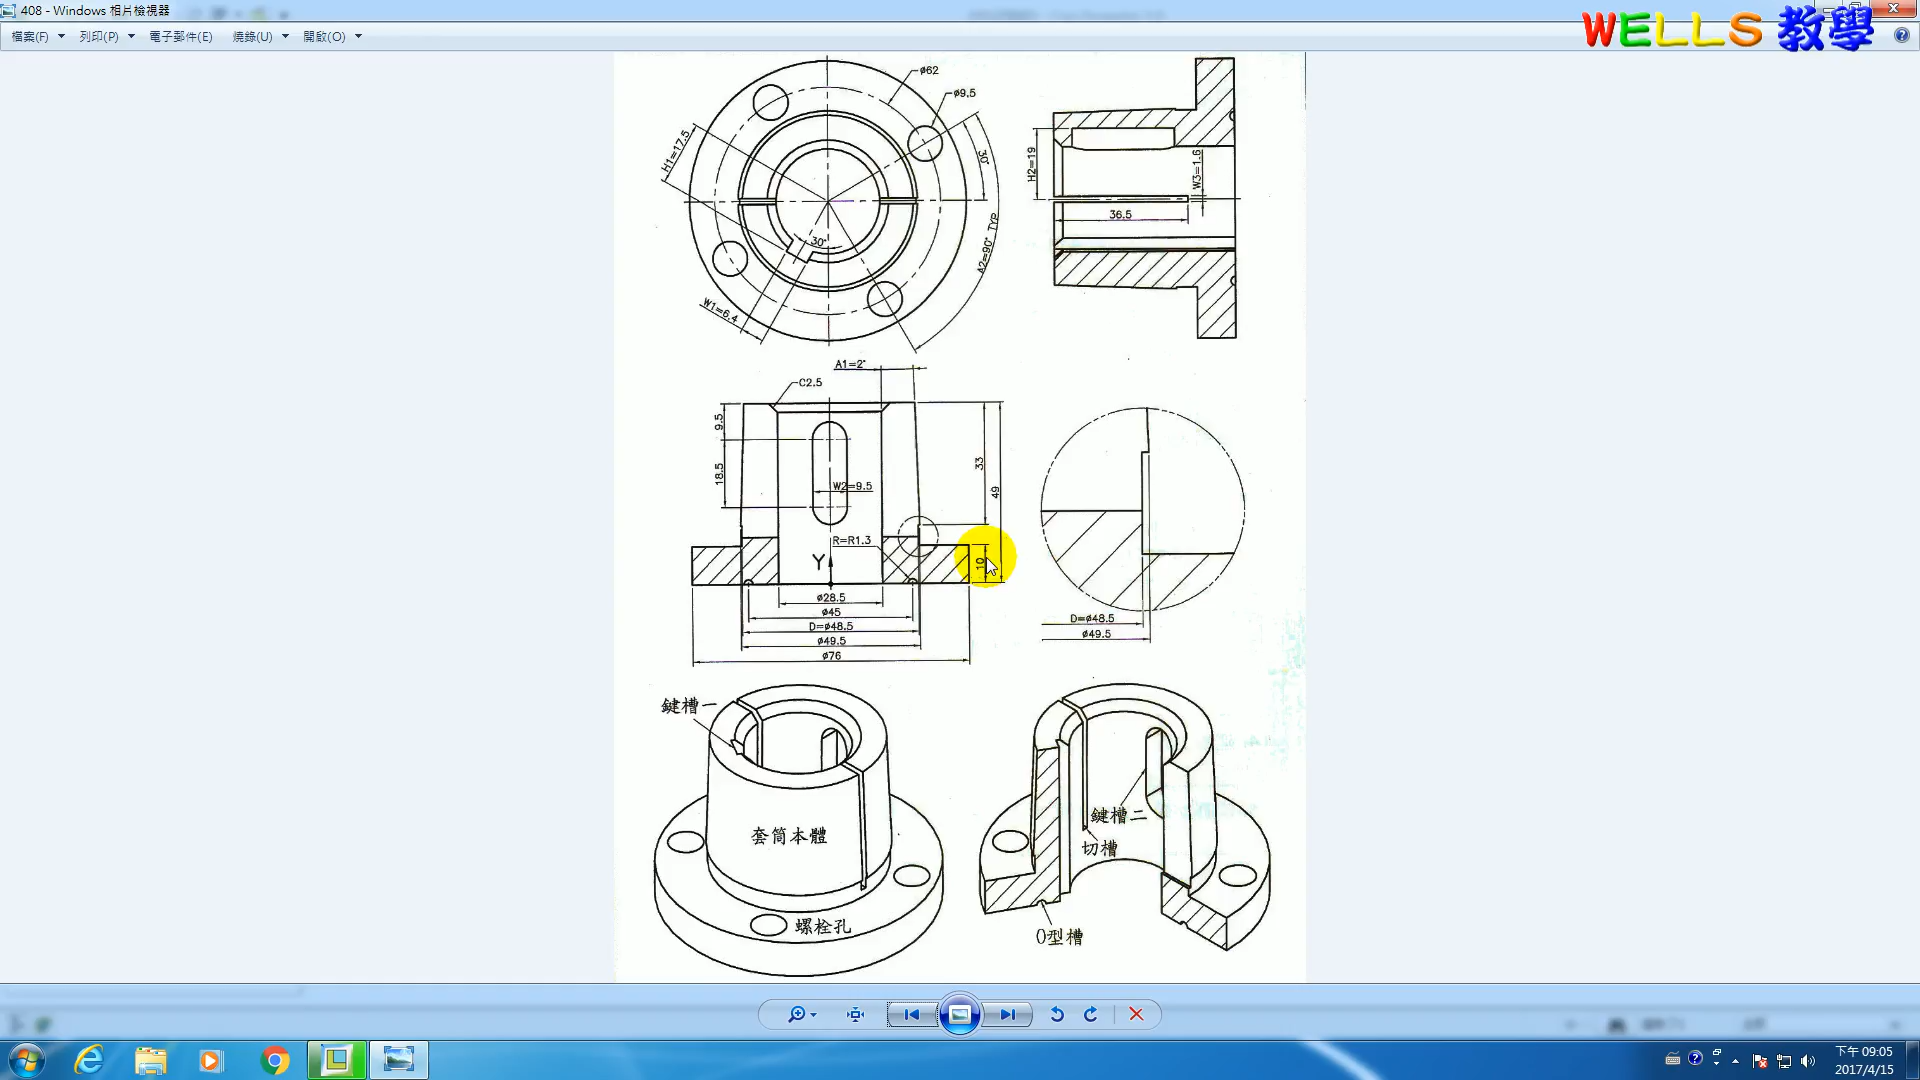 408 - Windows 相片檢視器
WELLS 教學
檔案(F) 列印(P) 電子郵件(E) 燒錄(U) 開啟(O)
ø62
ø9.5
30°
H1=17.5
30°
A2=90° TYP
W1=6.4
H2=19
W3=1.6
36.5
A1=2°
C2.5
9.5
18.5
W2=9.5
33
49
R=R1.3
Y
10
ø28.5
ø45
D=ø48.5
ø49.5
ø76
D=ø48.5
ø49.5
鍵槽一
套筒本體
螺栓孔
鍵槽二
切槽
O型槽
下午 09:05
2017/4/15